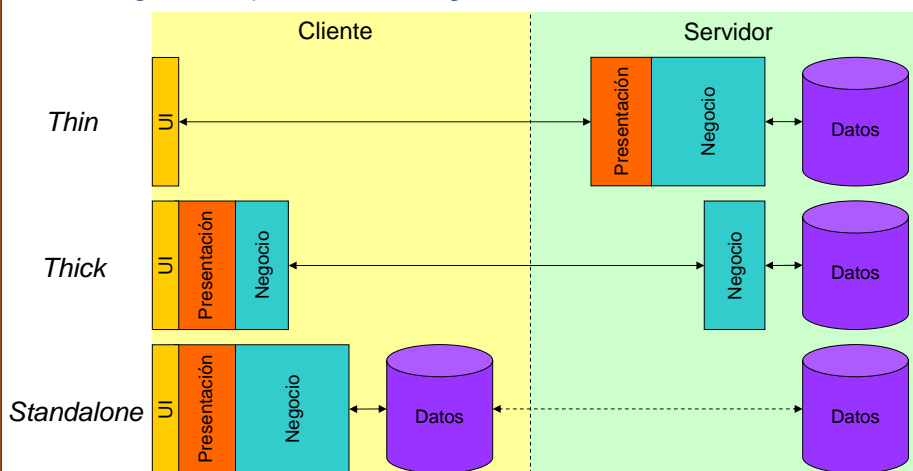 Cliente
Servidor
Thin
UI
Presentación
Negocio
Datos
Thick
UI
Presentación
Negocio
Negocio
Datos
Standalone
UI
Presentación
Negocio
Datos
Datos